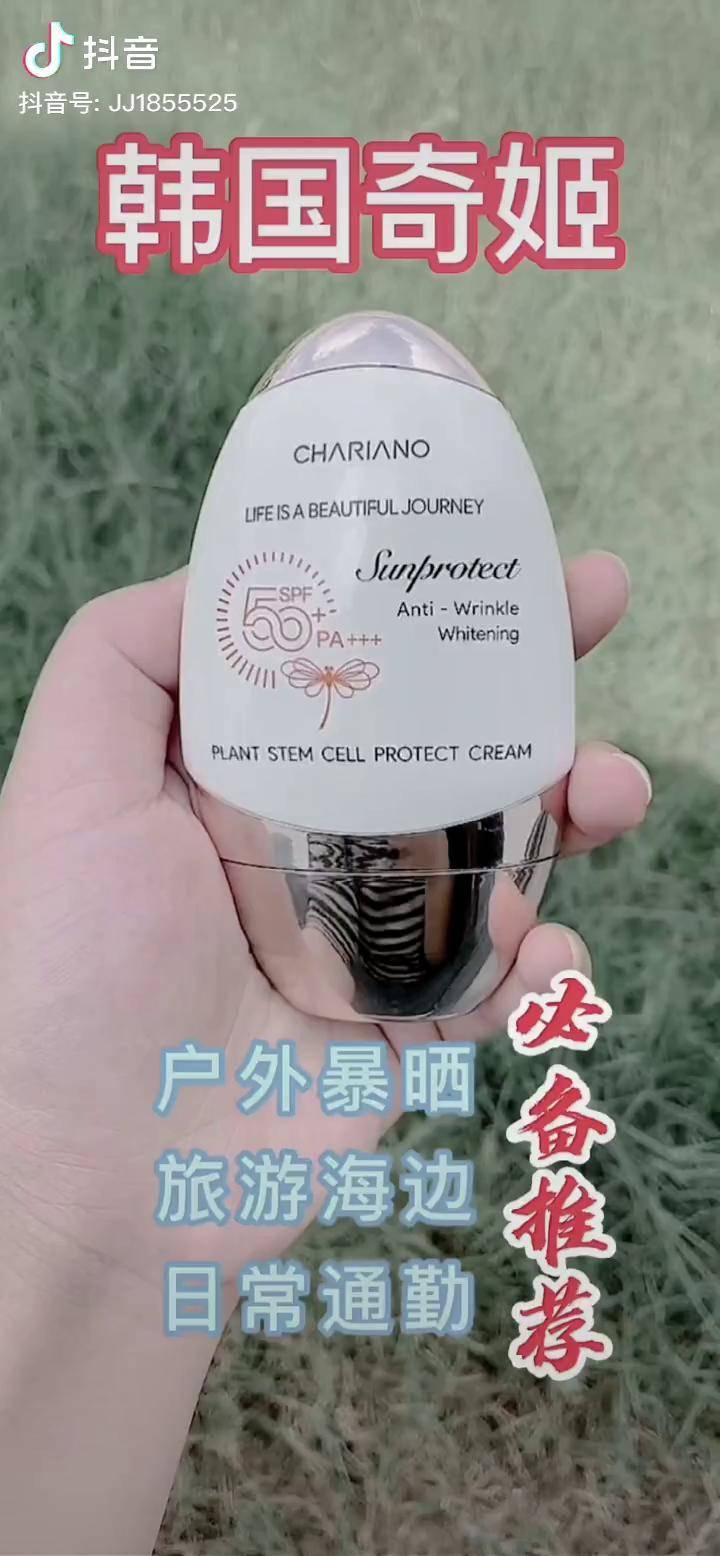 抖音
抖音号: JJ1855525
韩国奇姬
CHARIANO
LIFE IS A BEAUTIFUL JOURNEY
Sunprotect
SPF
50+
PA+++
Anti - Wrinkle
Whitening
PLANT STEM CELL PROTECT CREAM
户外暴晒
旅游海边
日常通勤
必备推荐